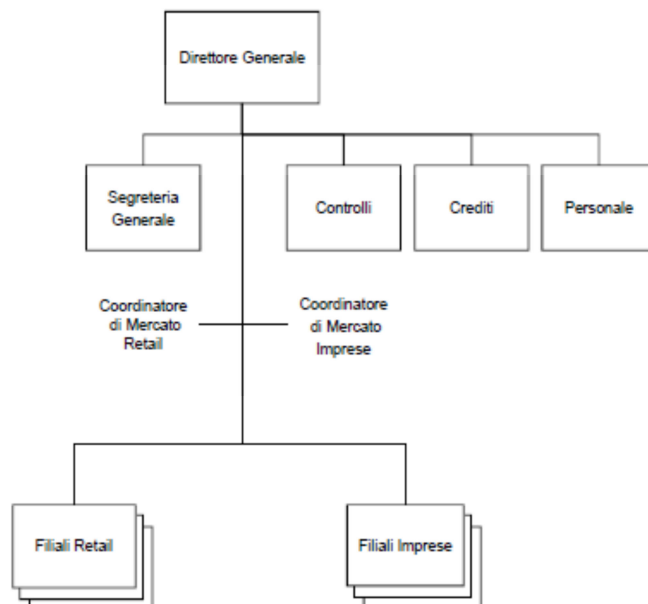 Direttore Generale
Segreteria
Generale
Controlli
Crediti
Personale
Coordinatore
di Mercato
Retail
Coordinatore
di Mercato
Imprese
Filiali Retail
Filiali Imprese